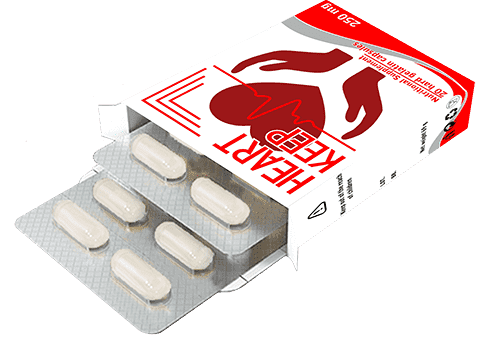 250 mg
Nutritional Supplement
20 hard gelatin capsules
HEART
KEEP
Keep out of the reach
of children